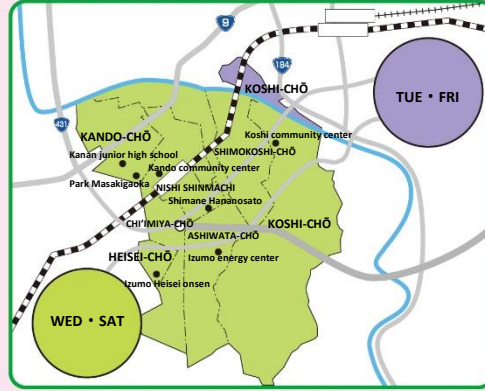 9
184
KOSHI-CHŌ
TUE・FRI
431
KANDO-CHŌ
Koshi community center
SHIMOKOSHI-CHŌ
Kanan junior high school
Kando community center
Park Masakigaoka
NISHI SHINMACHI
Shimane Hananosato
CHI'IMIYA-CHŌ
KOSHI-CHŌ
ASHIWATA-CHŌ
HEISEI-CHŌ
Izumo energy center
Izumo Heisei onsen
WED・SAT